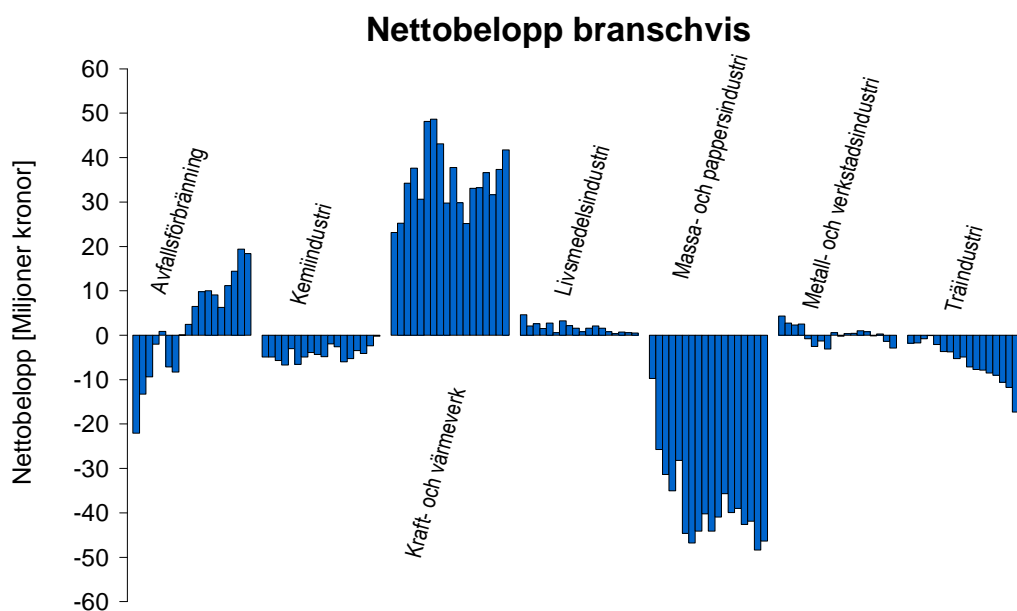 Nettobelopp branschvis
Nettobelopp [Miljoner kronor]
60
50
40
30
20
10
0
-10
-20
-30
-40
-50
-60
Avfallsförbränning
Kemiindustri
Kraft- och värmeverk
Livsmedelsindustri
Massa- och pappersindustri
Metall- och verkstadsindustri
Träindustri